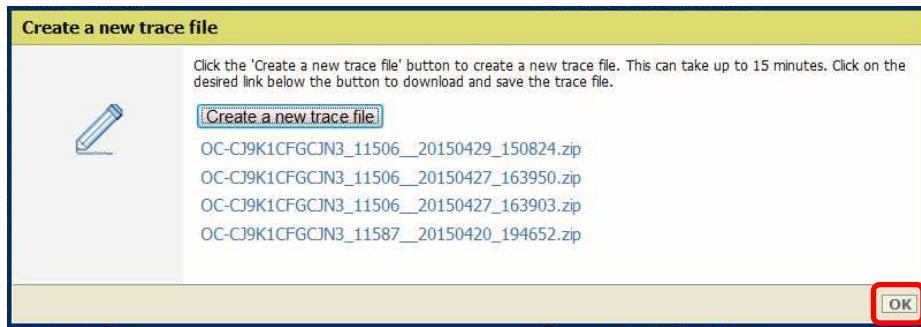 Create a new trace file
Click the 'Create a new trace file' button to create a new trace file. This can take up to 15 minutes. Click on the
desired link below the button to download and save the trace file.
Create a new trace file
OC-CJ9K1CFGCJN3_11506__20150429_150824.zip
OC-CJ9K1CFGCJN3_11506__20150427_163950.zip
OC-CJ9K1CFGCJN3_11506__20150427_163903.zip
OC-CJ9K1CFGCJN3_11587__20150420_194652.zip
OK